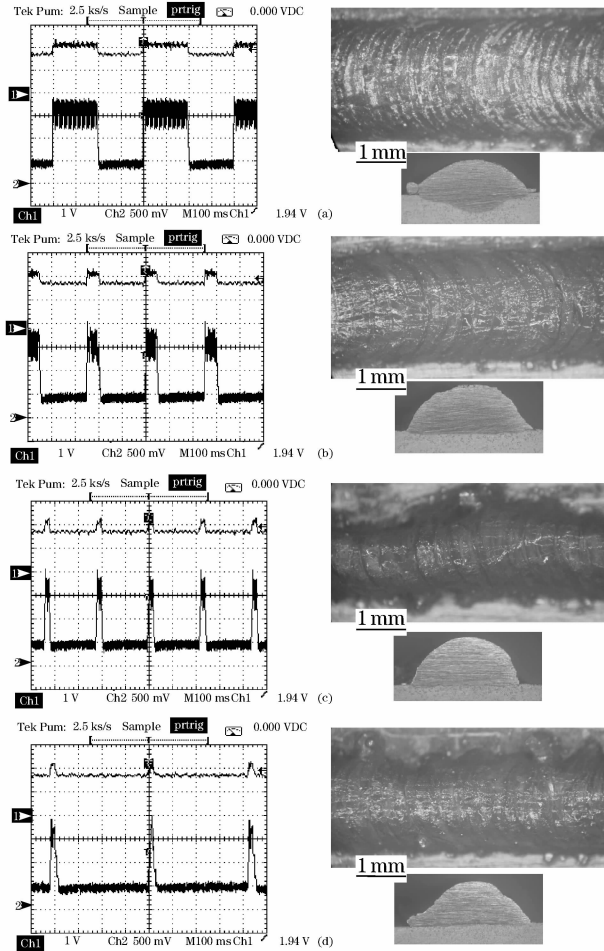 Tek Pum: 2.5 ks/s Sample prtrig 0.000 VDC
1
2
Ch1 1 V Ch2 500 mV M100 ms Ch1 1.94 V (a)
1 mm
Tek Pum: 2.5 ks/s Sample prtrig 0.000 VDC
1
2
Ch1 1 V Ch2 500 mV M100 ms Ch1 1.94 V (b)
1 mm
Tek Pum: 2.5 ks/s Sample prtrig 0.000 VDC
1
2
Ch1 1 V Ch2 500 mV M100 ms Ch1 1.94 V (c)
1 mm
Tek Pum: 2.5 ks/s Sample prtrig 0.000 VDC
1
2
Ch1 1 V Ch2 500 mV M100 ms Ch1 1.94 V (d)
1 mm